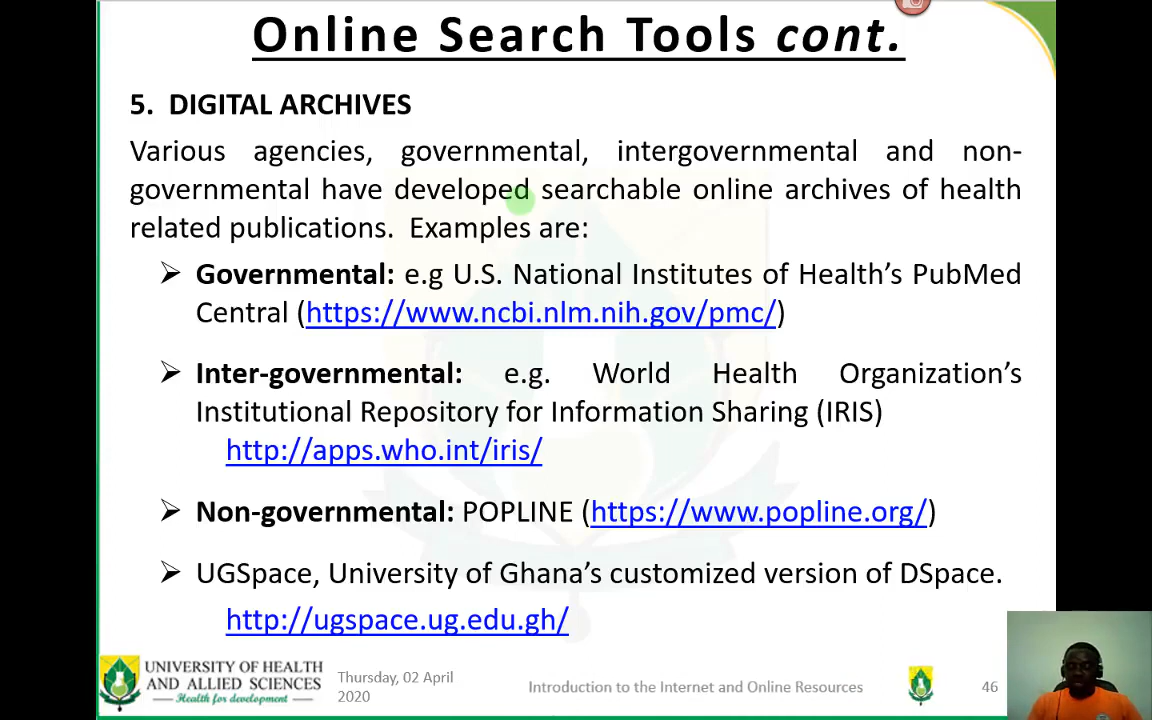 Online Search Tools cont.
5. DIGITAL ARCHIVES
Various agencies, governmental, intergovernmental and non-
governmental have developed searchable online archives of health
related publications. Examples are:
➢ Governmental: e.g U.S. National Institutes of Health’s PubMed
Central (https://www.ncbi.nlm.nih.gov/pmc/)
➢ Inter-governmental: e.g. World Health Organization’s
Institutional Repository for Information Sharing (IRIS)
http://apps.who.int/iris/
➢ Non-governmental: POPLINE (https://www.popline.org/)
➢ UGSpace, University of Ghana’s customized version of DSpace.
http://ugspace.ug.edu.gh/
UNIVERSITY OF HEALTH
AND ALLIED SCIENCES
Health for development
Thursday, 02 April
2020
Introduction to the Internet and Online Resources
46